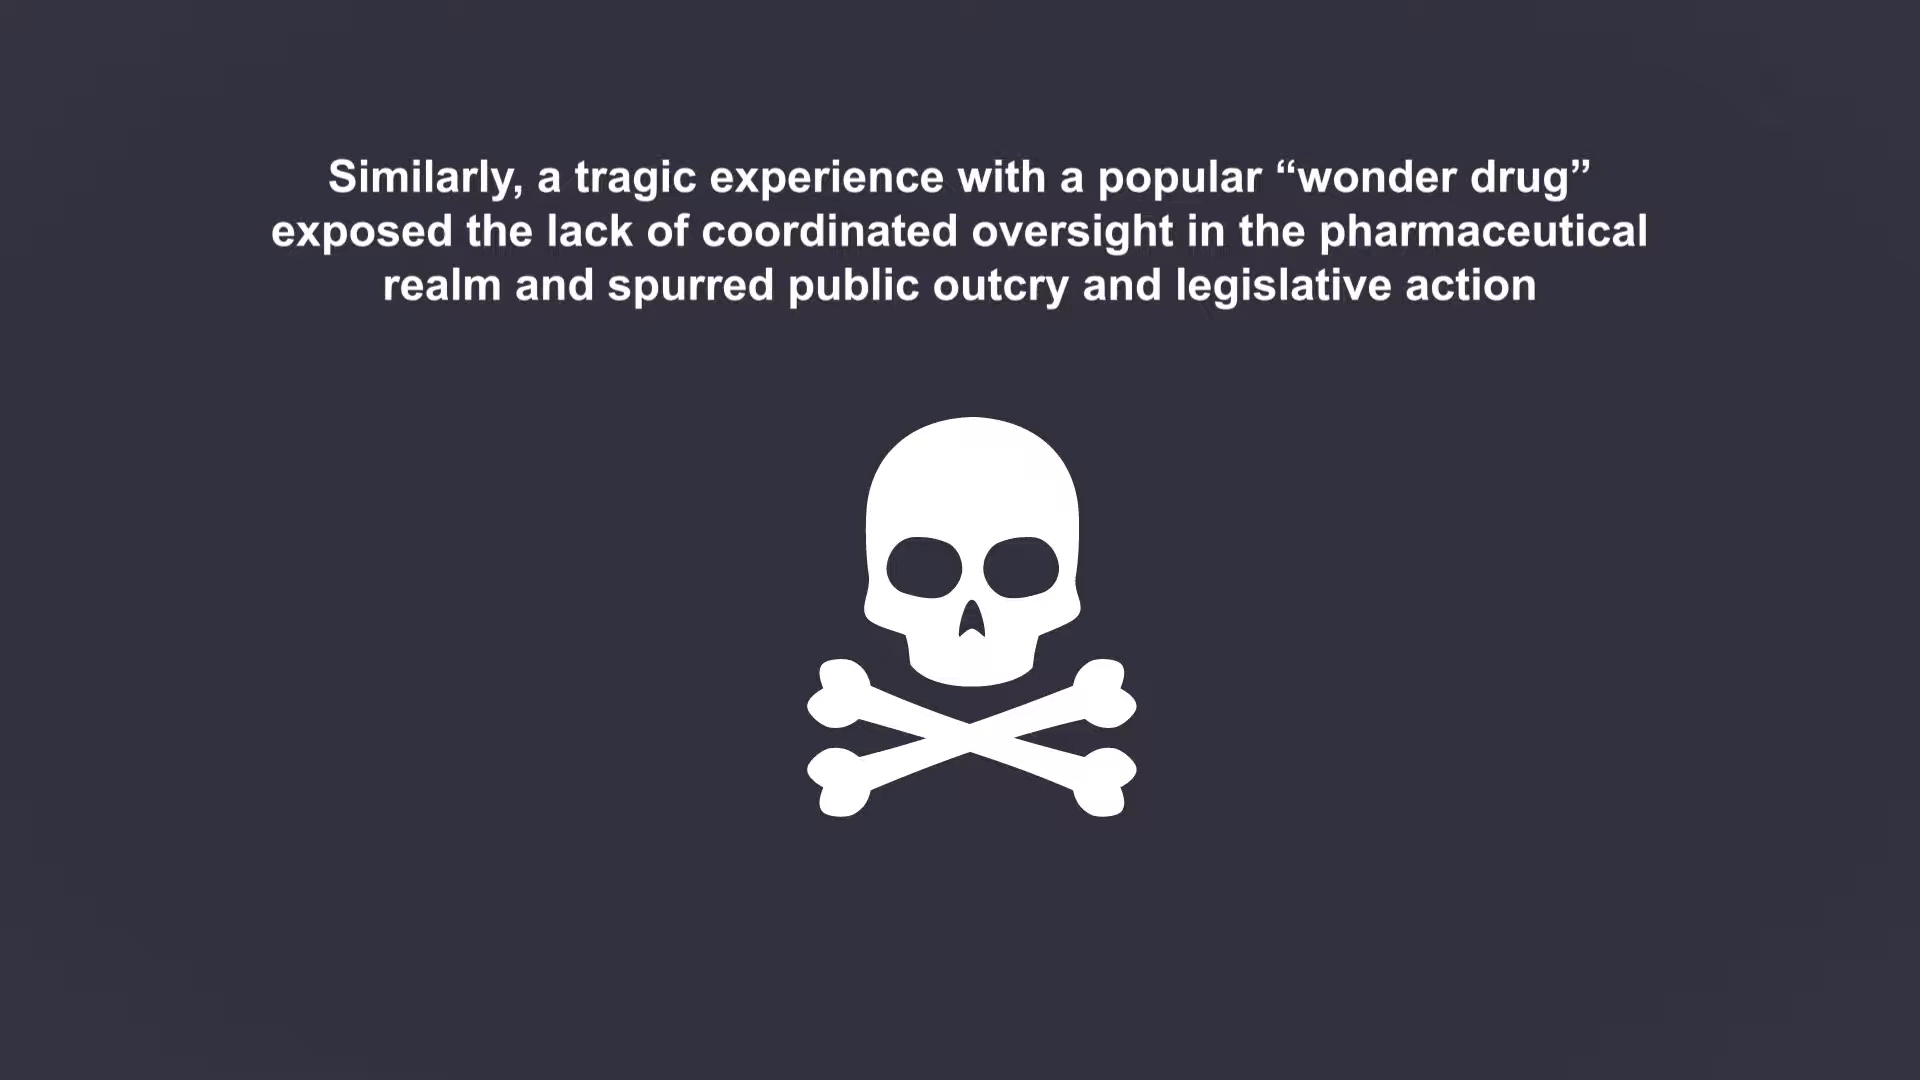 Similarly, a tragic experience with a popular “wonder drug”
exposed the lack of coordinated oversight in the pharmaceutical
realm and spurred public outcry and legislative action